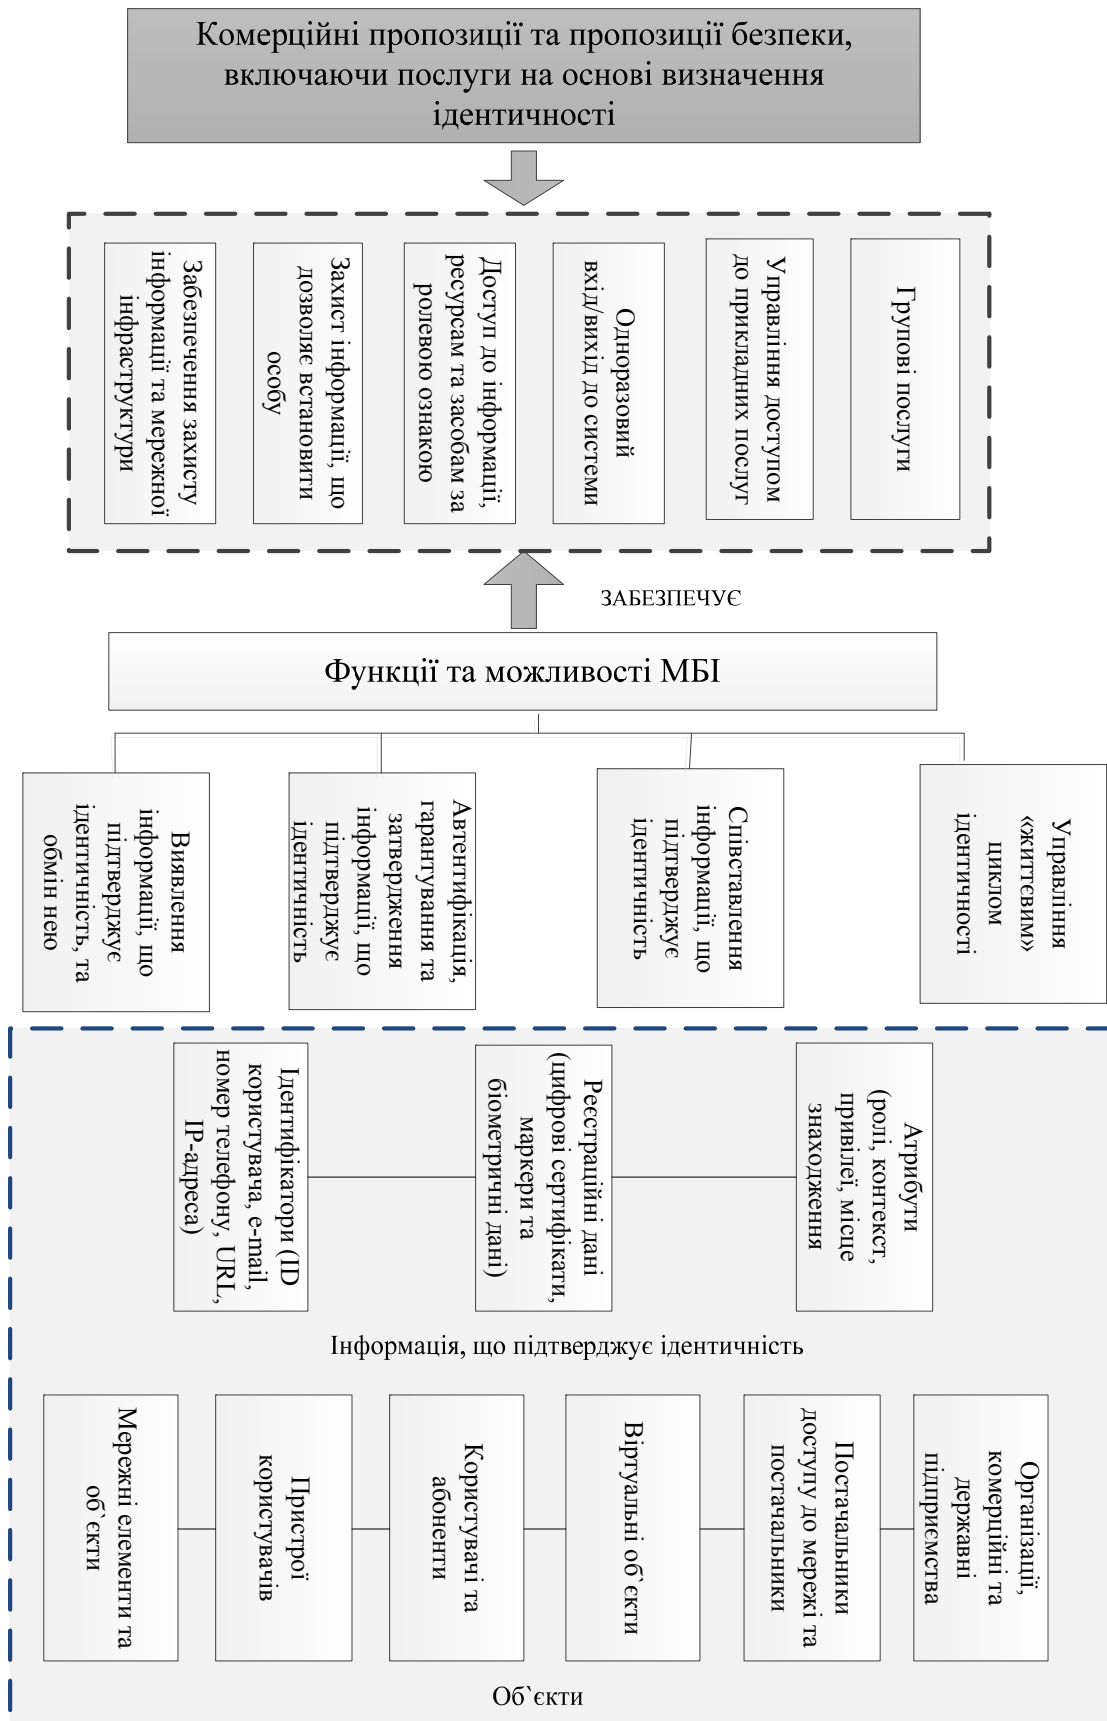 Комерційні пропозиції та пропозиції безпеки,
включаючи послуги на основі визначення
ідентичності
Забезпечення захисту
інформації та мережної
інфраструктури
Захист інформації, що
дозволяє встановити
особу
Доступ до інформації,
ресурсам та засобам за
ролевою ознакою
Одноразовий
вхід/вихід до системи
Управління доступом
до прикладних послуг
Групові послуги
ЗАБЕЗПЕЧУЄ
Функції та можливості МБІ
Виявлення
інформації, що
підтверджує
ідентичність, та
обмін нею
Автентифікація,
гарантування та
затвердження
інформації, що
підтверджує
ідентичність
Співставлення
інформації, що
підтверджує
ідентичність
Управління
«життєвим»
циклом
ідентичності
Ідентифікатори (ID
користувача, e-mail,
номер телефону, URL,
IP-адреса)
Реєстраційні дані
(цифрові сертифікати,
маркери та
біометричні дані)
Атрибути
(ролі, контекст,
привілеї, місце
знаходження
Інформація, що підтверджує ідентичність
Мережні елементи та
об`єкти
Пристрої
користувачів
Користувачі та
абоненти
Віртуальні об`єкти
Постачальники
доступу до мережі та
постачальники
Організації,
комерційні та
державні
підприємства
Об`єкти